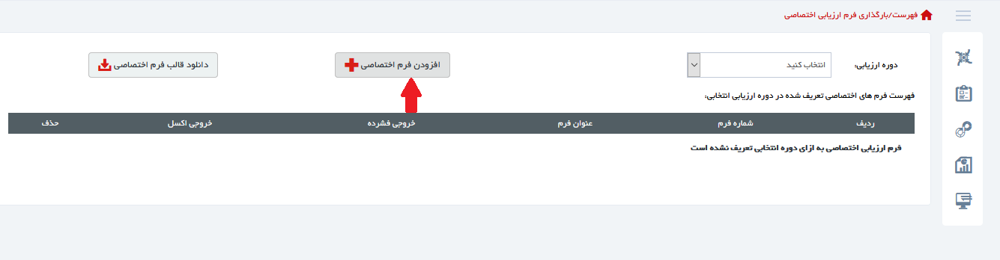 فهرست/بارگذاری فرم ارزیابی اختصاصی
دوره ارزیابی: انتخاب کنید افزودن فرم اختصاصی دانلود قالب فرم اختصاصی
فهرست فرم های اختصاصی تعریف شده در دوره ارزیابی انتخابی:
ردیف شماره فرم عنوان فرم خروجی فشرده خروجی اکسل حذف
فرم ارزیابی اختصاصی به ازای دوره انتخابی تعریف نشده است